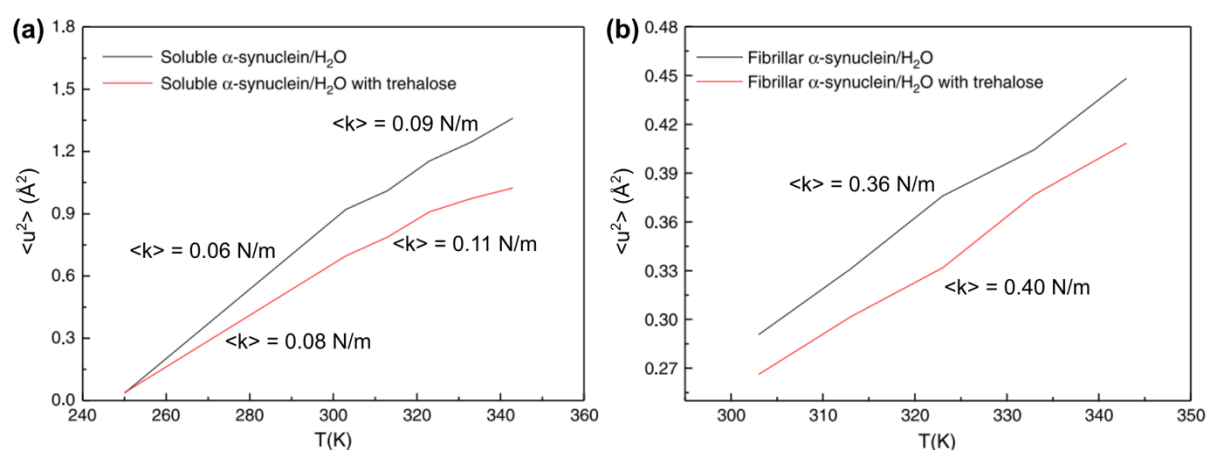 (a)
Soluble α-synuclein/H₂O
Soluble α-synuclein/H₂O with trehalose
<k> = 0.09 N/m
<k> = 0.06 N/m
<k> = 0.11 N/m
<k> = 0.08 N/m
<u²> (Å²)
1.8
1.5
1.2
0.9
0.6
0.3
0.0
240 260 280 300 320 340 360
T(K)
(b)
Fibrillar α-synuclein/H₂O
Fibrillar α-synuclein/H₂O with trehalose
<k> = 0.36 N/m
<k> = 0.40 N/m
<u²> (Å²)
0.48
0.45
0.42
0.39
0.36
0.33
0.30
0.27
300 310 320 330 340 350
T(K)